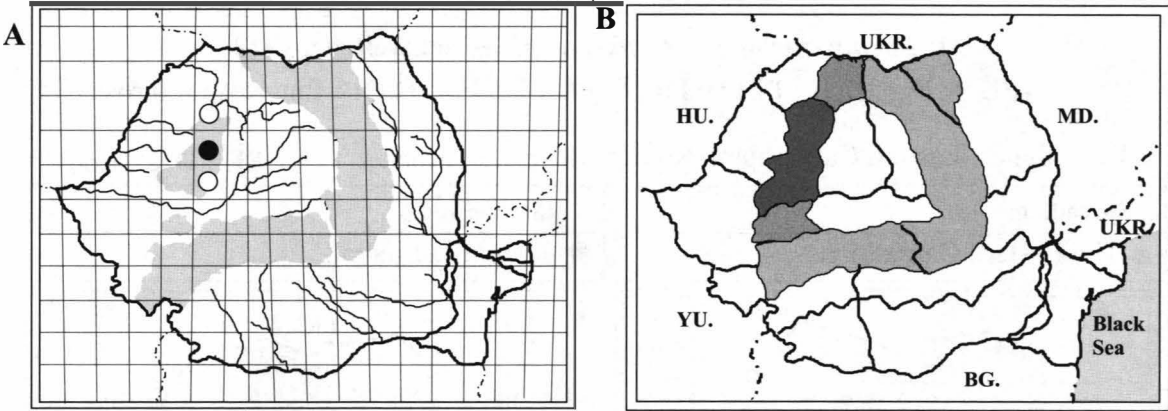 A
B
UKR.
HU.
MD.
UKR.
YU.
Black
Sea
BG.